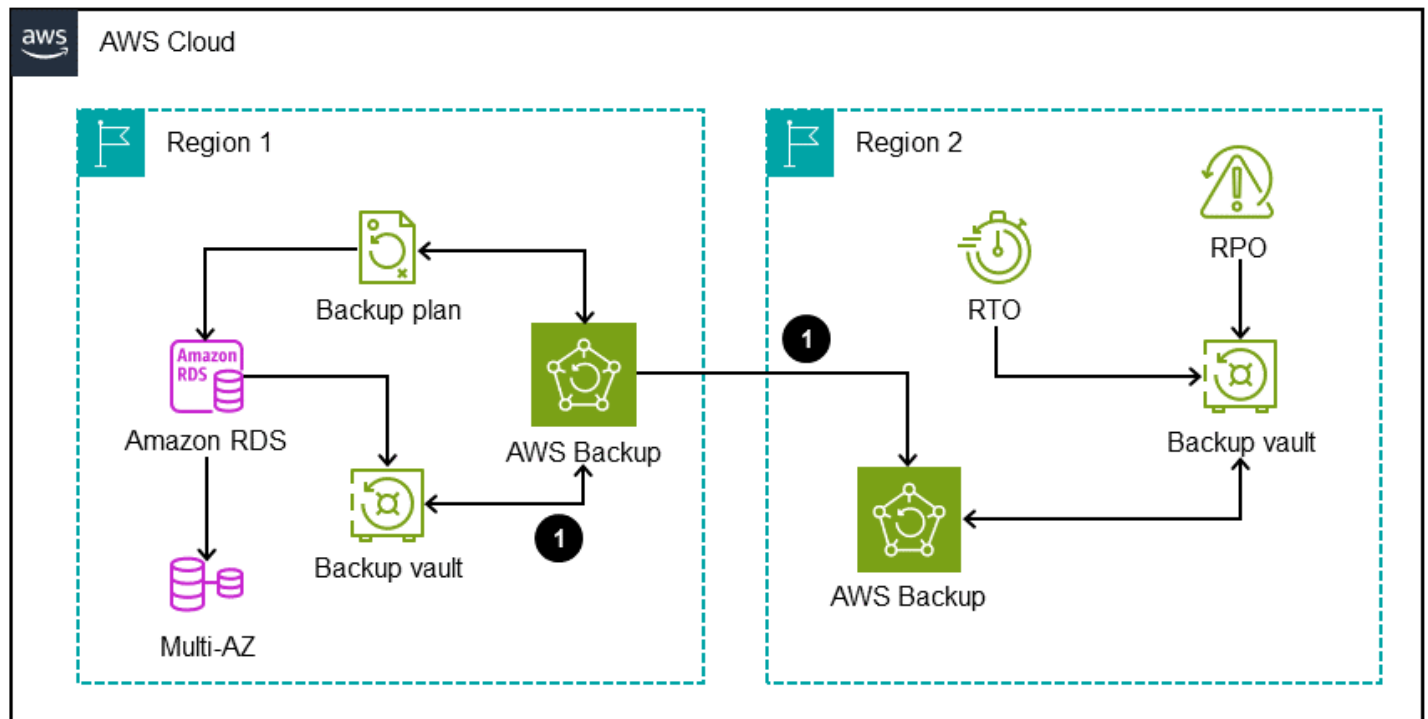 aws
AWS Cloud
Region 1
Region 2
Backup plan
RTO
RPO
1
Amazon
RDS
Amazon RDS
AWS Backup
Backup vault
1
Backup vault
AWS Backup
Multi-AZ